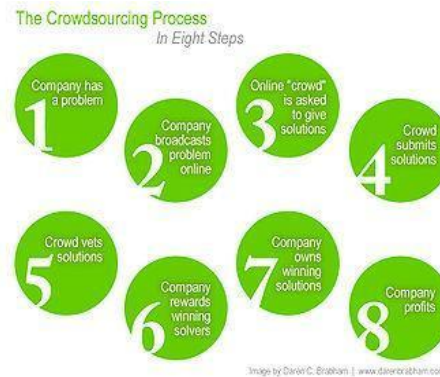 The Crowdsourcing Process
In Eight Steps
1
Company has
a problem
2
Company
broadcasts
problem
online
3
Online "crowd"
is asked
to give
solutions
4
Crowd
submits
solutions
5
Crowd vets
solutions
6
Company
rewards
winning
solvers
7
Company
owns
winning
solutions
8
Company
profits
Image by Daren C. Brabham | www.darenbrabham.com